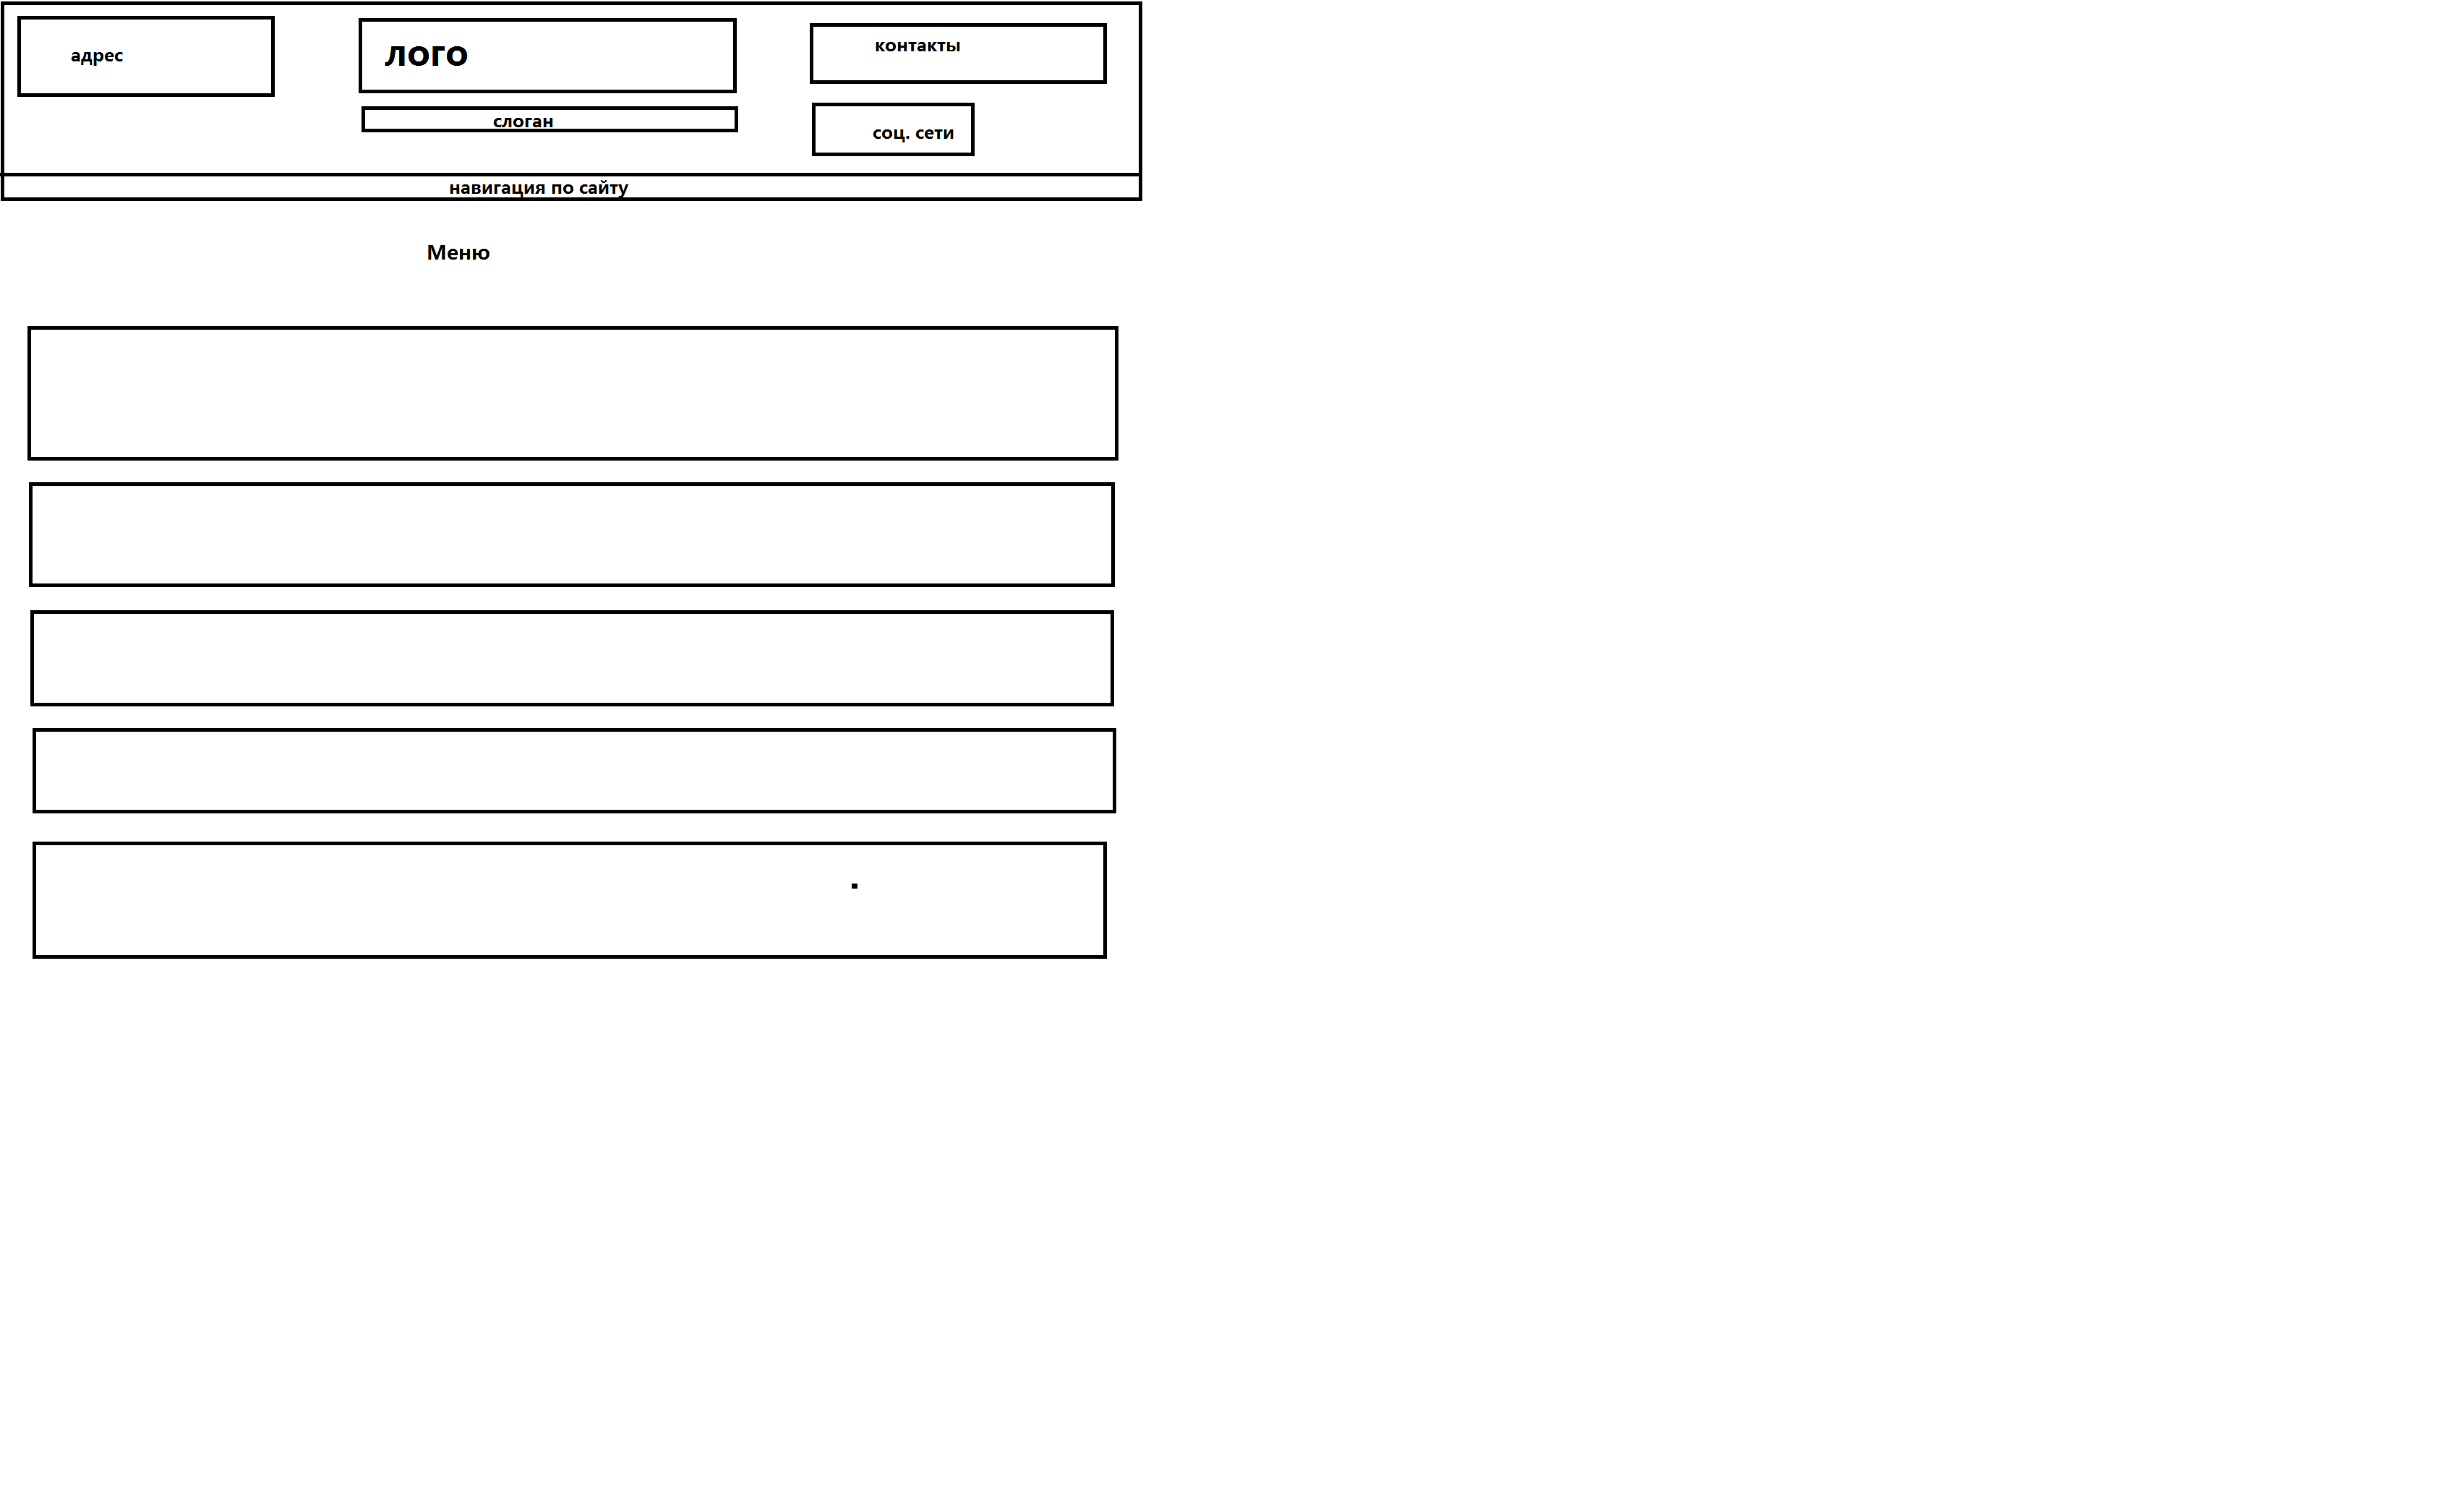 адрес
ЛОГО
контакты
слоган
соц. сети
навигация по сайту
Меню